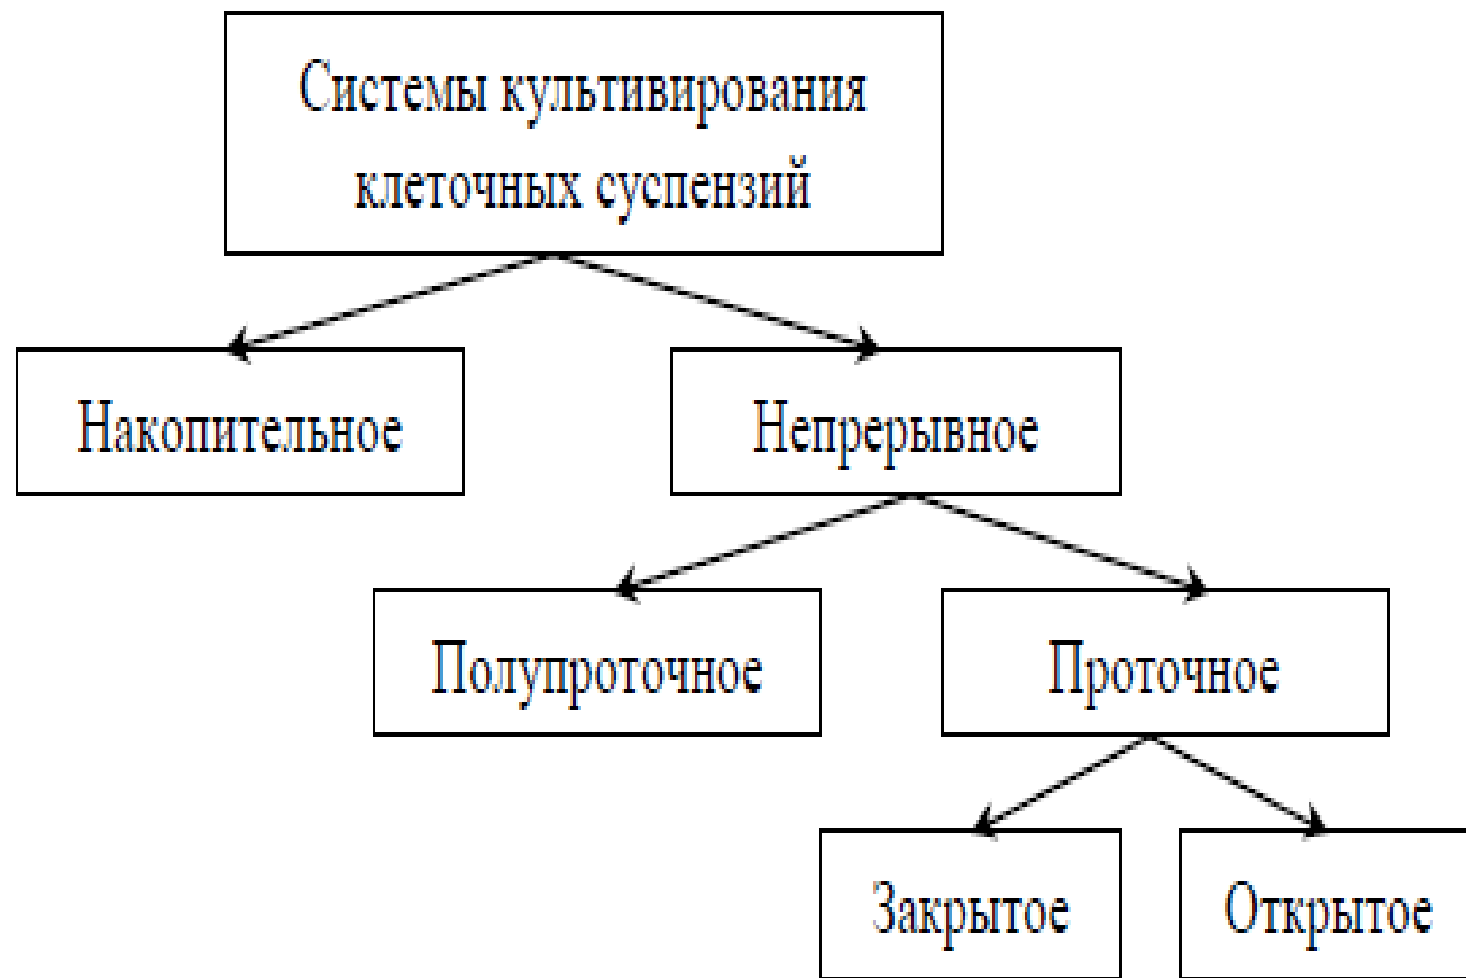 Системы культивирования
клеточных суспензий
Накопительное
Непрерывное
Полупроточное
Проточное
Закрытое
Открытое